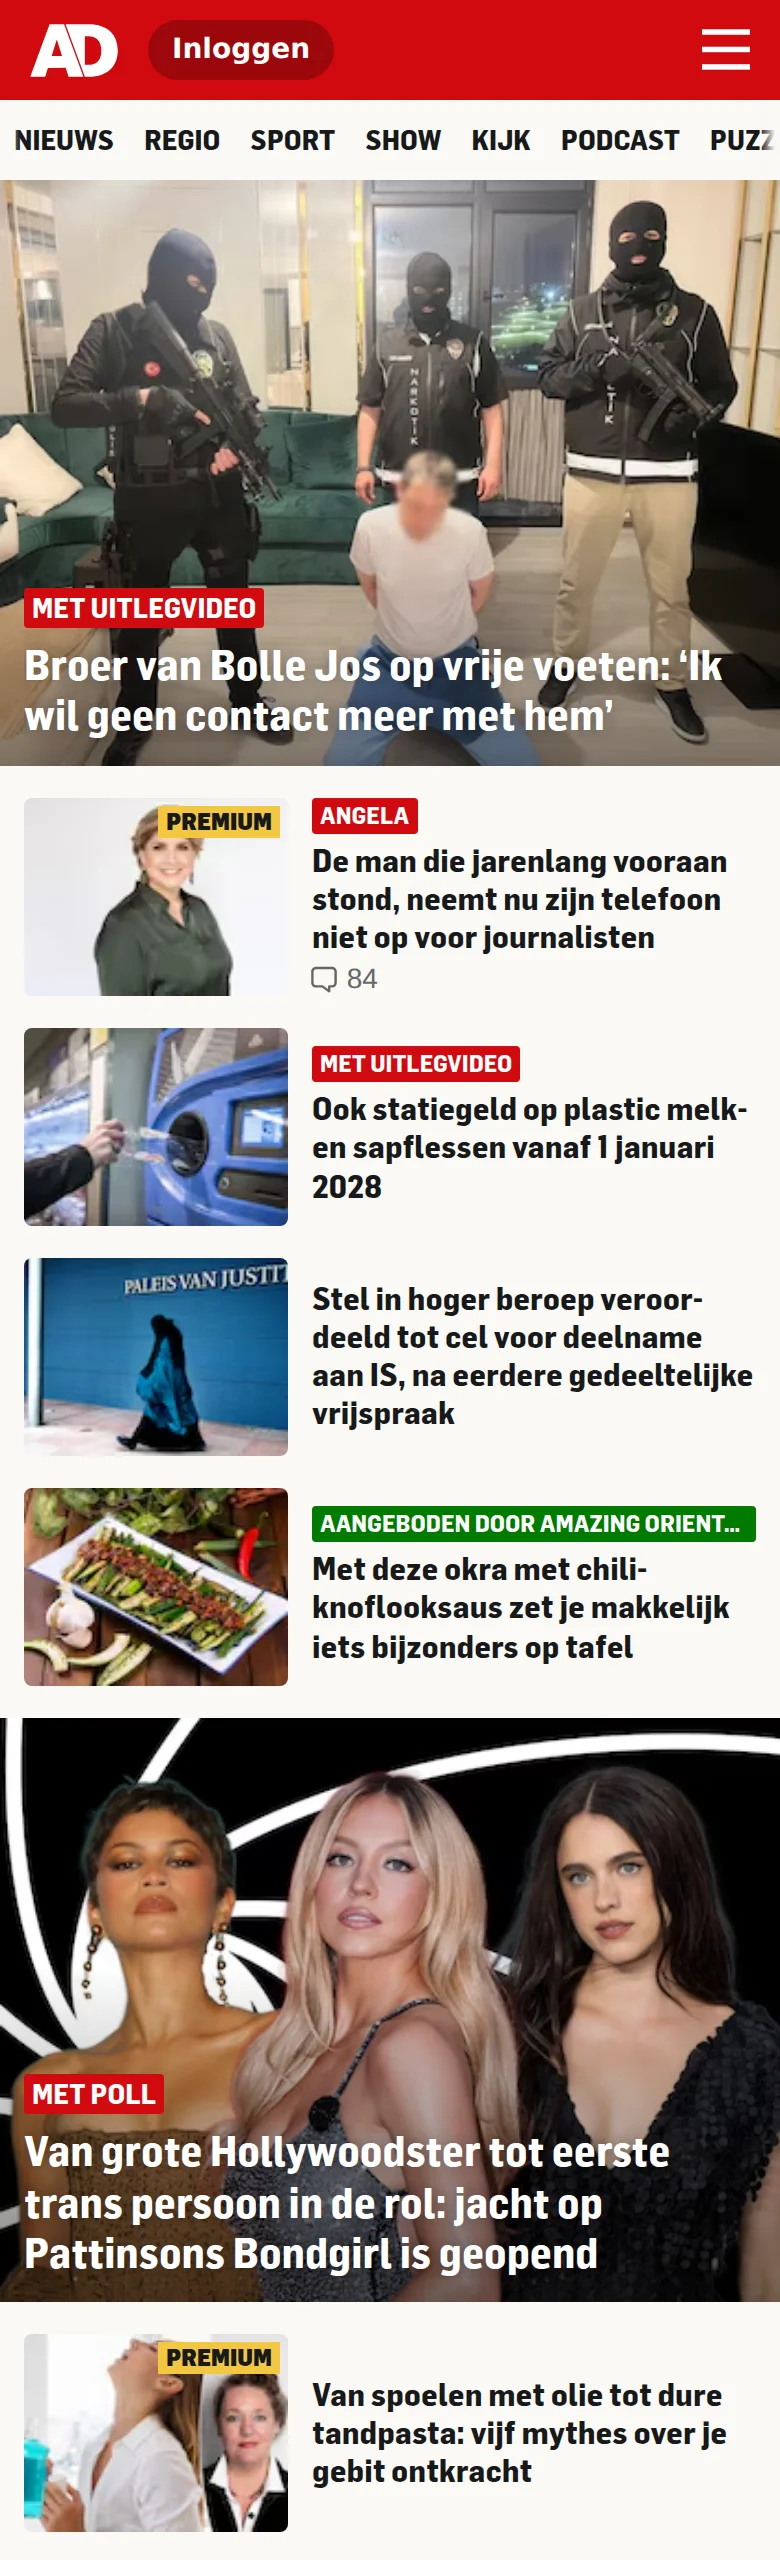 AD
Inloggen
NIEUWS REGIO SPORT SHOW KIJK PODCAST PUZZ
NARKOTİK
MET UITLEGVIDEO
Broer van Bolle Jos op vrije voeten: ‘Ik
wil geen contact meer met hem’
PREMIUM
ANGELA
De man die jarenlang vooraan
stond, neemt nu zijn telefoon
niet op voor journalisten
84
MET UITLEGVIDEO
Ook statiegeld op plastic melk-
en sapflessen vanaf 1 januari
2028
PALEIS VAN JUSTIT
Stel in hoger beroep veroor-
deeld tot cel voor deelname
aan IS, na eerdere gedeeltelijke
vrijspraak
AANGEBODEN DOOR AMAZING ORIENT...
Met deze okra met chili-
knoflooksaus zet je makkelijk
iets bijzonders op tafel
MET POLL
Van grote Hollywoodster tot eerste
trans persoon in de rol: jacht op
Pattinsons Bondgirl is geopend
PREMIUM
Van spoelen met olie tot dure
tandpasta: vijf mythes over je
gebit ontkracht